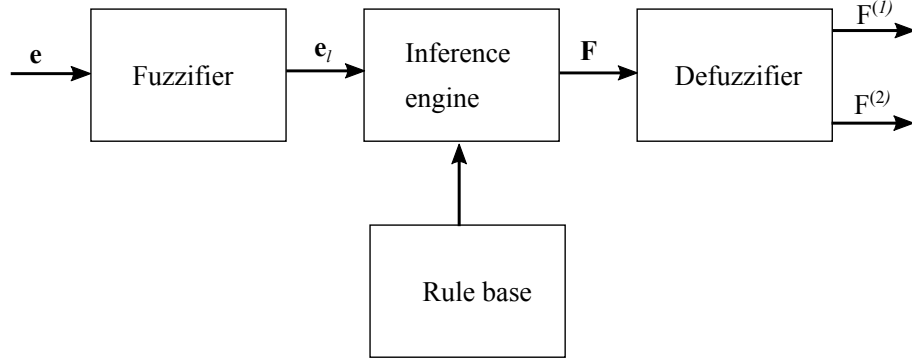 e
Fuzzifier
e_l
Inference
engine
F
Defuzzifier
F^(1)
F^(2)
Rule base